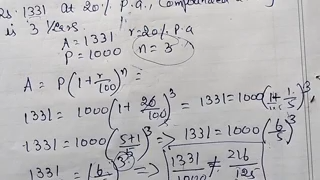 Rs. 1331 At 20% P.a, Compounded
is 3 Years.
A = 1331 r = 20% P.a
P = 1000 n = 3
A = P(1 + r/100)^n =
1331 = 1000(1 + 20/100)^3 = 1331 = 1000( 1/5)^3
1331 = 1000(5+1/5)^3 => 1331 = 1000(6/5)^3
1331 = (6/5)^3 => 1331/1000 ≠ 216/125